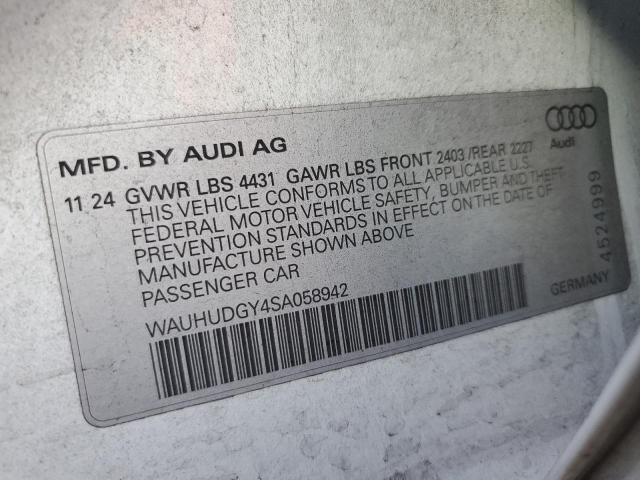 MFD. BY AUDI AG
Audi
11 24 GVWR LBS 4431 GAWR LBS FRONT 2403 /REAR 2227
THIS VEHICLE CONFORMS TO ALL APPLICABLE U.S.
FEDERAL MOTOR VEHICLE SAFETY, BUMPER AND THEFT
PREVENTION STANDARDS IN EFFECT ON THE DATE OF
MANUFACTURE SHOWN ABOVE
PASSENGER CAR
WAUHUDGY4SA058942
GERMANY
4524999